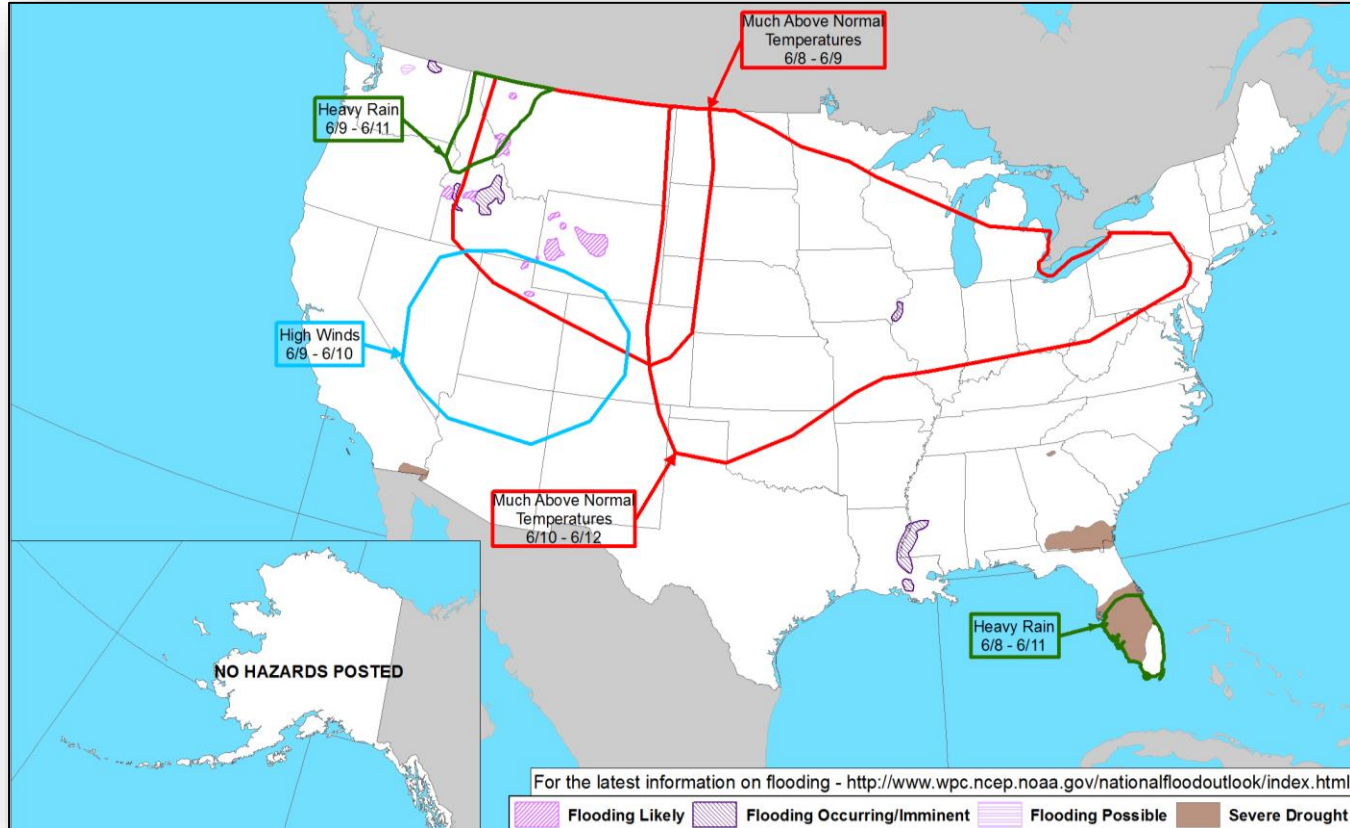 Much Above Normal
Temperatures
6/8 - 6/9
Heavy Rain
6/9 - 6/11
High Winds
6/9 - 6/10
Much Above Normal
Temperatures
6/10 - 6/12
Heavy Rain
6/8 - 6/11
NO HAZARDS POSTED
For the latest information on flooding - http://www.wpc.ncep.noaa.gov/nationalfloodoutlook/index.html
Flooding Likely
Flooding Occurring/Imminent
Flooding Possible
Severe Drought